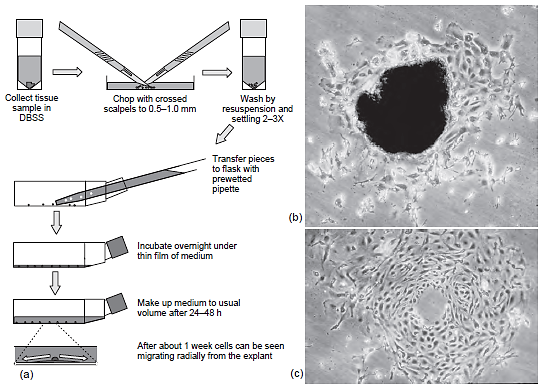 Collect tissue
sample in
DBSS
Chop with crossed
scalpels to 0.5–1.0 mm
Wash by
resuspension and
settling 2–3X
Transfer pieces
to flask with
prewetted
pipette
Incubate overnight under
thin film of medium
Make up medium to usual
volume after 24–48 h
After about 1 week cells can be seen
migrating radially from the explant
(a)
(b)
(c)